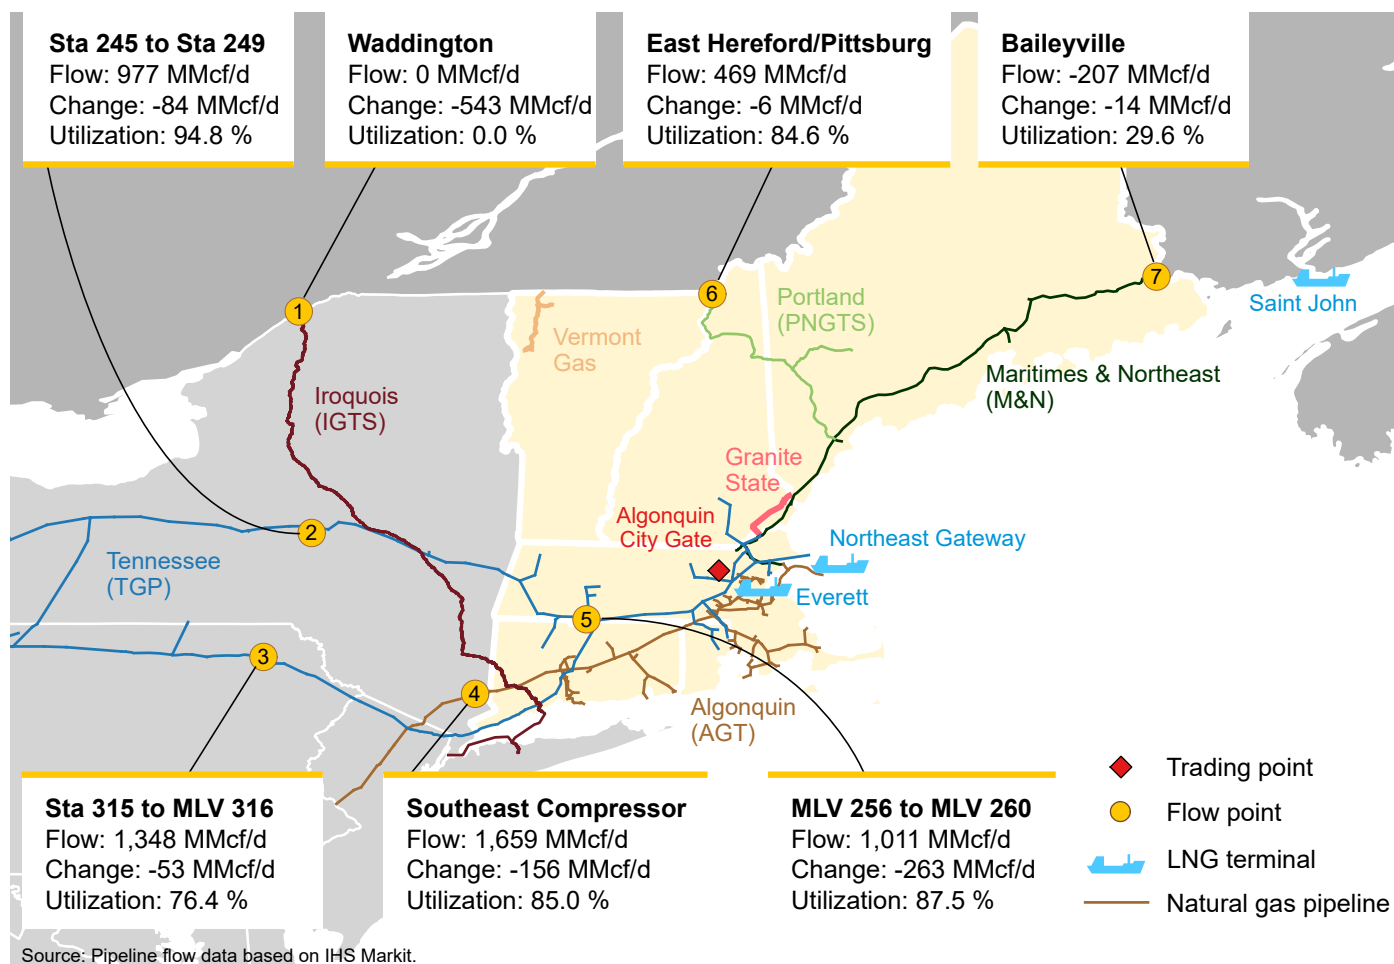 Sta 245 to Sta 249
Flow: 977 MMcf/d
Change: -84 MMcf/d
Utilization: 94.8 %
Waddington
Flow: 0 MMcf/d
Change: -543 MMcf/d
Utilization: 0.0 %
East Hereford/Pittsburg
Flow: 469 MMcf/d
Change: -6 MMcf/d
Utilization: 84.6 %
Baileyville
Flow: -207 MMcf/d
Change: -14 MMcf/d
Utilization: 29.6 %
7
6
1
Saint John
Portland
(PNGTS)
Vermont
Gas
Maritimes & Northeast
(M&N)
Iroquois
(IGTS)
Granite
State
Algonquin
City Gate
2
Northeast Gateway
Tennessee
(TGP)
Everett
5
3
4
Algonquin
(AGT)
Sta 315 to MLV 316
Flow: 1,348 MMcf/d
Change: -53 MMcf/d
Utilization: 76.4 %
Southeast Compressor
Flow: 1,659 MMcf/d
Change: -156 MMcf/d
Utilization: 85.0 %
MLV 256 to MLV 260
Flow: 1,011 MMcf/d
Change: -263 MMcf/d
Utilization: 87.5 %
Trading point
Flow point
LNG terminal
Natural gas pipeline
Source: Pipeline flow data based on IHS Markit.